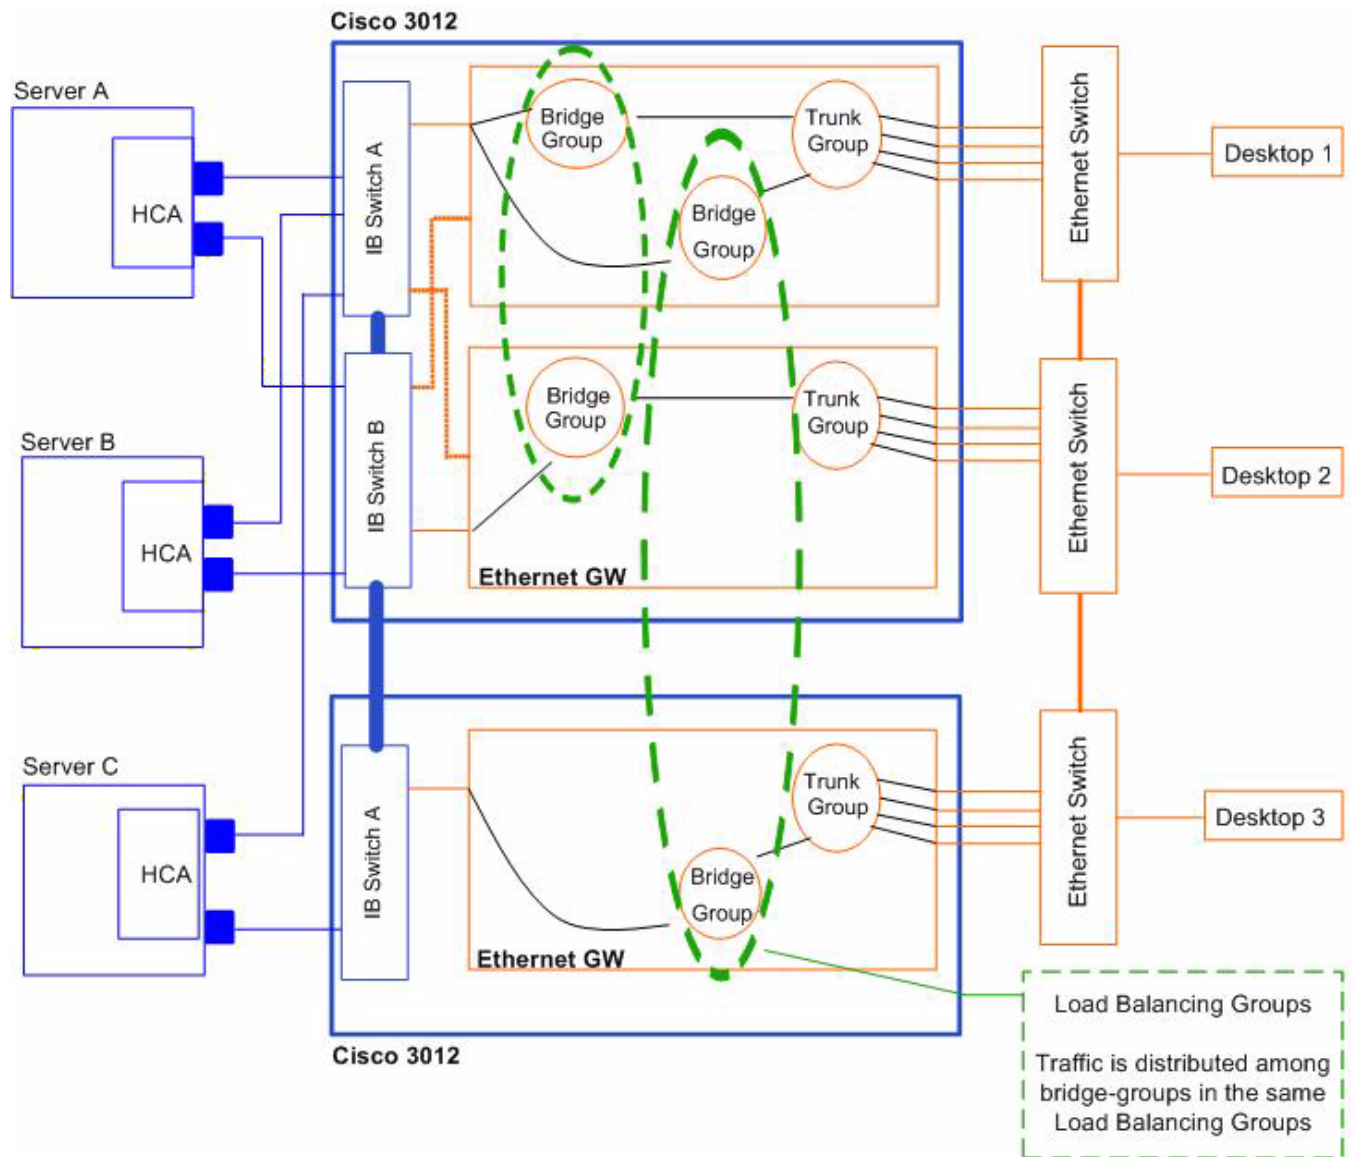 Cisco 3012
Server A
HCA
IB Switch A
Bridge
Group
Trunk
Group
Bridge
Group
Ethernet Switch
Desktop 1
Server B
HCA
IB Switch B
Bridge
Group
Trunk
Group
Ethernet GW
Ethernet Switch
Desktop 2
Server C
HCA
IB Switch A
Trunk
Group
Bridge
Group
Ethernet GW
Ethernet Switch
Desktop 3
Cisco 3012
Load Balancing Groups
Traffic is distributed among
bridge-groups in the same
Load Balancing Groups